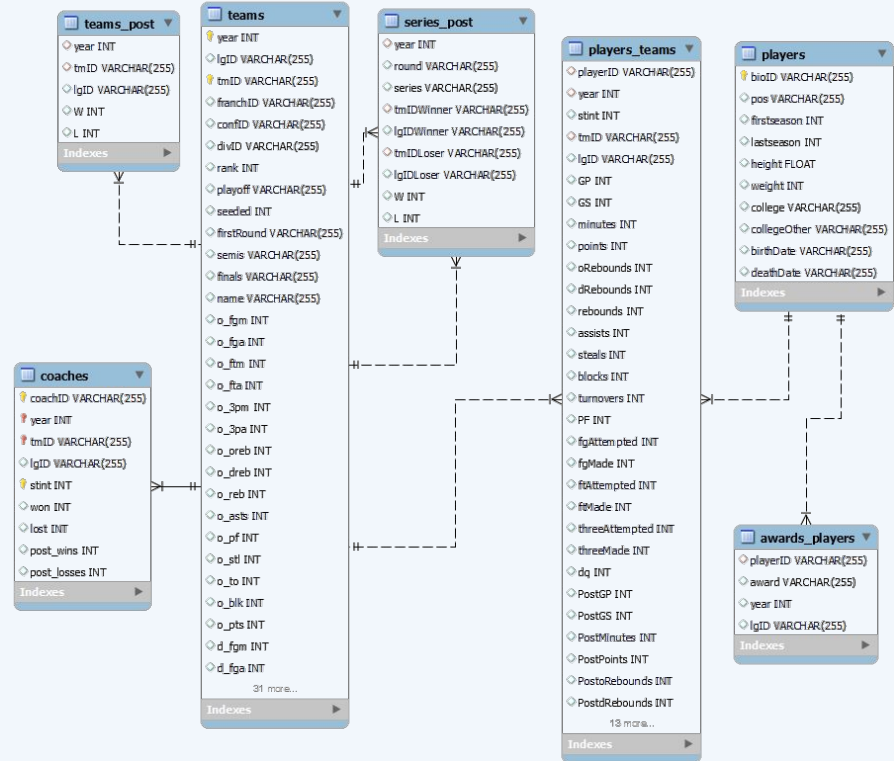 teams_post
year INT
tmID VARCHAR(255)
lgID VARCHAR(255)
W INT
L INT
Indexes
teams
year INT
lgID VARCHAR(255)
tmID VARCHAR(255)
franchID VARCHAR(255)
confID VARCHAR(255)
divID VARCHAR(255)
rank INT
playoff VARCHAR(255)
seeded INT
firstRound VARCHAR(255)
semis VARCHAR(255)
finals VARCHAR(255)
name VARCHAR(255)
o_fgm INT
o_fga INT
o_ftm INT
o_fta INT
o_3pm INT
o_3pa INT
o_oreb INT
o_dreb INT
o_reb INT
o_asts INT
o_pf INT
o_stl INT
o_to INT
o_blk INT
o_pts INT
d_fgm INT
d_fga INT
31 more...
Indexes
series_post
year INT
round VARCHAR(255)
series VARCHAR(255)
tmIDWinner VARCHAR(255)
lgIDWinner VARCHAR(255)
tmIDLoser VARCHAR(255)
lgIDLoser VARCHAR(255)
W INT
L INT
Indexes
players_teams
playerID VARCHAR(255)
year INT
stint INT
tmID VARCHAR(255)
lgID VARCHAR(255)
GP INT
GS INT
minutes INT
points INT
oRebounds INT
dRebounds INT
rebounds INT
assists INT
steals INT
blocks INT
turnovers INT
PF INT
fgAttempted INT
fgMade INT
ftAttempted INT
ftMade INT
threeAttempted INT
threeMade INT
dq INT
PostGP INT
PostGS INT
PostMinutes INT
PostPoints INT
PostoRebounds INT
PostdRebounds INT
13 more...
Indexes
players
bioID VARCHAR(255)
pos VARCHAR(255)
firstseason INT
lastseason INT
height FLOAT
weight INT
college VARCHAR(255)
collegeOther VARCHAR(255)
birthDate VARCHAR(255)
deathDate VARCHAR(255)
Indexes
coaches
coachID VARCHAR(255)
year INT
tmID VARCHAR(255)
lgID VARCHAR(255)
stint INT
won INT
lost INT
post_wins INT
post_losses INT
Indexes
awards_players
playerID VARCHAR(255)
award VARCHAR(255)
year INT
lgID VARCHAR(255)
Indexes